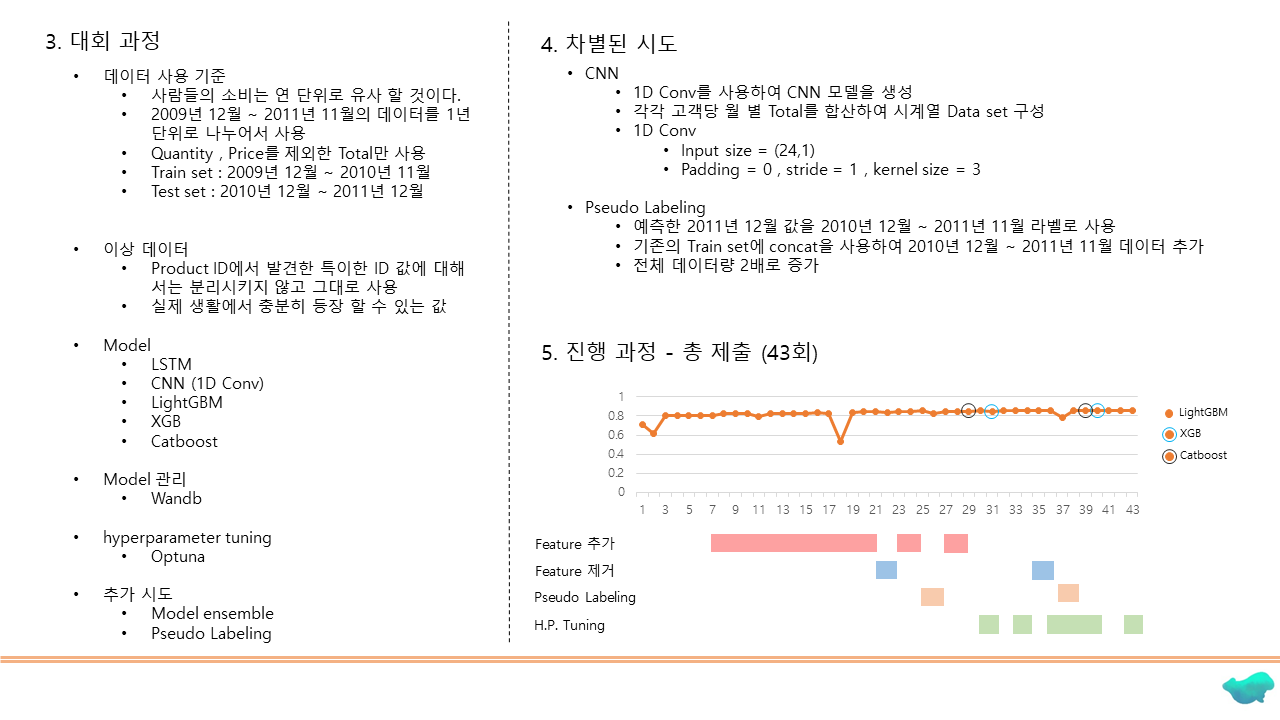 3. 대회 과정
• 데이터 사용 기준
• 사람들의 소비는 연 단위로 유사 할 것이다.
• 2009년 12월 ~ 2011년 11월의 데이터를 1년
단위로 나누어서 사용
• Quantity , Price를 제외한 Total만 사용
• Train set : 2009년 12월 ~ 2010년 11월
• Test set : 2010년 12월 ~ 2011년 12월
• 이상 데이터
• Product ID에서 발견한 특이한 ID 값에 대해
서는 분리시키지 않고 그대로 사용
• 실제 생활에서 충분히 등장 할 수 있는 값
• Model
• LSTM
• CNN (1D Conv)
• LightGBM
• XGB
• Catboost
• Model 관리
• Wandb
• hyperparameter tuning
• Optuna
• 추가 시도
• Model ensemble
• Pseudo Labeling
4. 차별된 시도
• CNN
• 1D Conv를 사용하여 CNN 모델을 생성
• 각각 고객당 월 별 Total를 합산하여 시계열 Data set 구성
• 1D Conv
• Input size = (24,1)
• Padding = 0 , stride = 1 , kernel size = 3
• Pseudo Labeling
• 예측한 2011년 12월 값을 2010년 12월 ~ 2011년 11월 라벨로 사용
• 기존의 Train set에 concat을 사용하여 2010년 12월 ~ 2011년 11월 데이터 추가
• 전체 데이터량 2배로 증가
5. 진행 과정 - 총 제출 (43회)
1
0.8
0.6
0.4
0.2
0
1 3 5 7 9 11 13 15 17 19 21 23 25 27 29 31 33 35 37 39 41 43
LightGBM
XGB
Catboost
Feature 추가
Feature 제거
Pseudo Labeling
H.P. Tuning